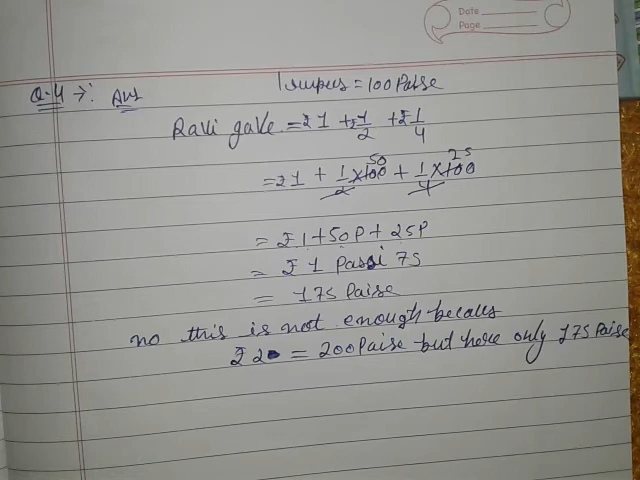 Date
Page
Q-4 →: Ans
1 rupees = 100 Paise
Ravi gave = ₹1 + ₹1/2 + ₹1/4
= ₹1 + 1/2 × 100 50 + 1/4 × 100 25
= ₹1 + 50P + 25P
= ₹1 75
= 175 Paise
no this is not enough becaus
₹2 = 200 Paise but here only 175 Paise